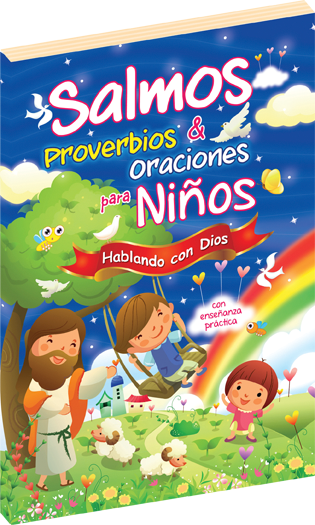 Salmos
Proverbios &
Oraciones
para Niños
Hablando con Dios
con
enseñanza
práctica